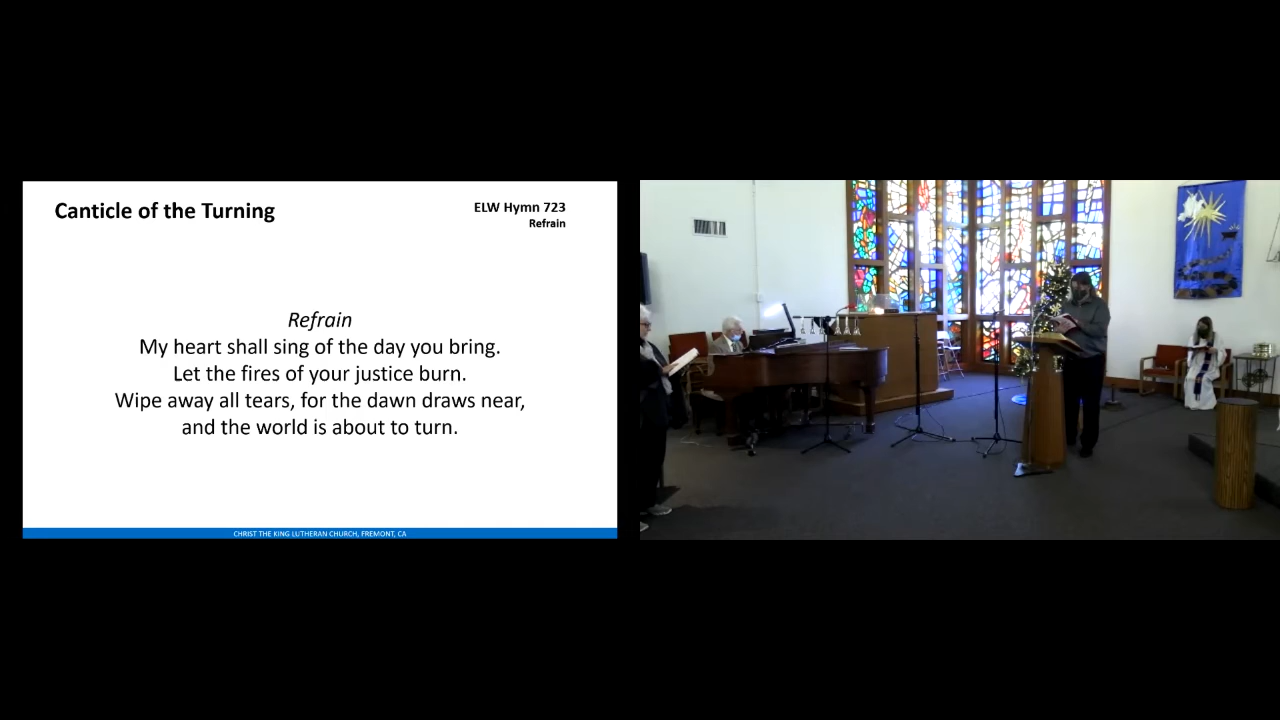 Canticle of the Turning
ELW Hymn 723
Refrain
Refrain
My heart shall sing of the day you bring.
Let the fires of your justice burn.
Wipe away all tears, for the dawn draws near,
and the world is about to turn.
CHRIST THE KING LUTHERAN CHURCH, FREMONT, CA